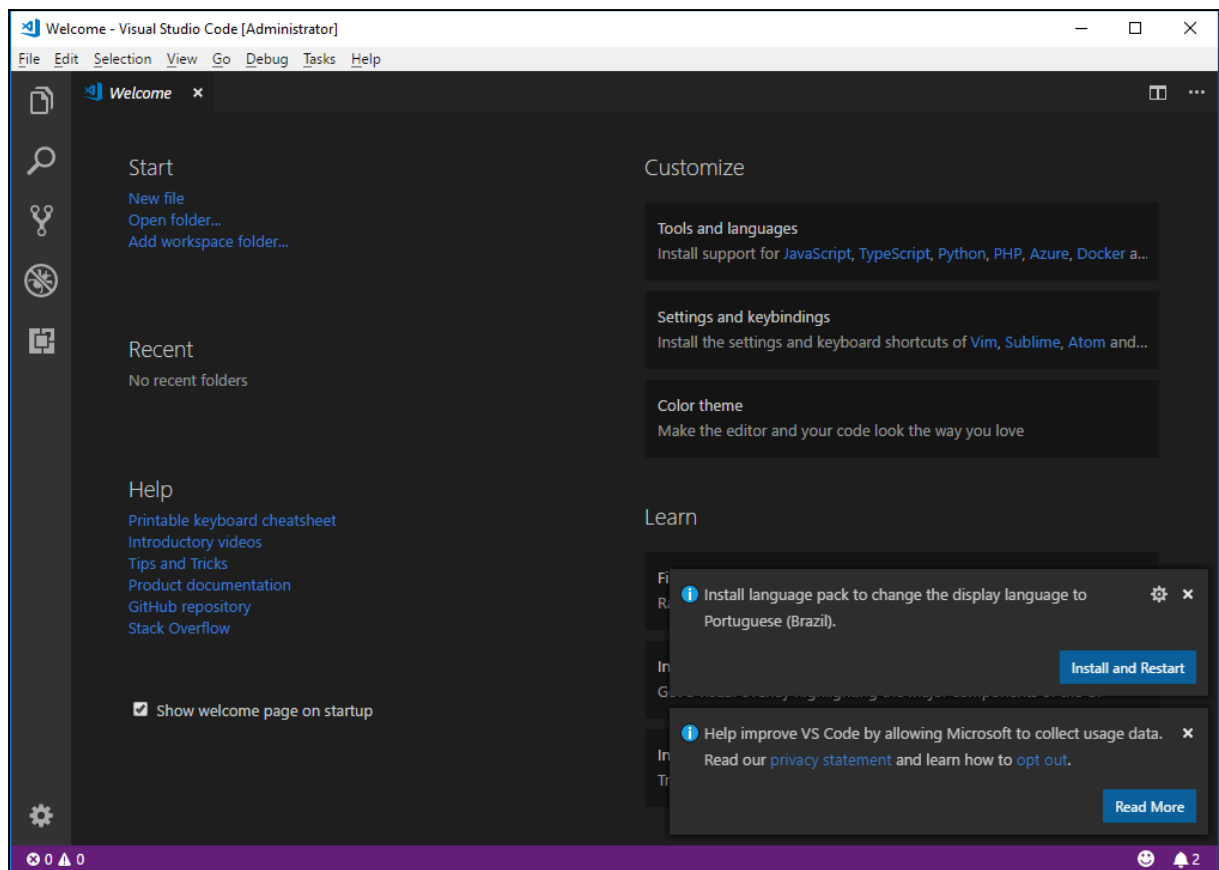 Welcome - Visual Studio Code [Administrator]
File Edit Selection View Go Debug Tasks Help
Welcome
Start
New file
Open folder...
Add workspace folder...
Recent
No recent folders
Help
Printable keyboard cheatsheet
Introductory videos
Tips and Tricks
Product documentation
GitHub repository
Stack Overflow
Show welcome page on startup
Customize
Tools and languages
Install support for JavaScript, TypeScript, Python, PHP, Azure, Docker a...
Settings and keybindings
Install the settings and keyboard shortcuts of Vim, Sublime, Atom and...
Color theme
Make the editor and your code look the way you love
Learn
Install language pack to change the display language to
Portuguese (Brazil).
Install and Restart
Help improve VS Code by allowing Microsoft to collect usage data.
Read our privacy statement and learn how to opt out.
Read More
0 0
2